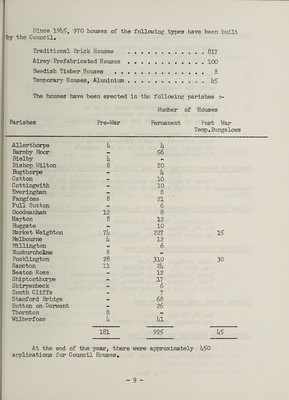 Since 1945, 970 houses of the following types have been built
by the Council.
Traditional Brick Houses . . . . . . . . . . . . 817
Airey Prefabricated Houses . . . . . . . . . . . 100
Swedish Timber Houses . . . . . . . . . . . . . 8
Temporary Houses, Aluminium . . . . . . . . . . . 45
The houses have been erected in the following parishes :-
Number of Houses
Parishes Pre-War Permanent Post War
Temp.Bungalows
Allerthorpe 4 4
Barmby Moor - 56
Bielby 4 -
Bishop Wilton 8 20
Bugthorpe - 4
Catton - 10
Cottingwith - 10
Everingham - 8
Fangfoss 8 21
Full Sutton - 6
Goodmanham 12 8
Hayton 8 12
Huggate - 10
Market Weighton 74 227 15
Melbourne 4 12
Millington - 6
Nunburnholme 8 -
Pocklington 28 310 30
Sancton 11 24
Seaton Ross - 12
Shiptonthorpe - 17
Skirpenbeck - 6
South Cliffe - 7
Stamford Bridge - 68
Sutton on Derwent - 26
Thornton 8 -
Wilberfoss 4 41
181 925 45
At the end of the year, there were approximately 450
applications for Council Houses.
- 9 -